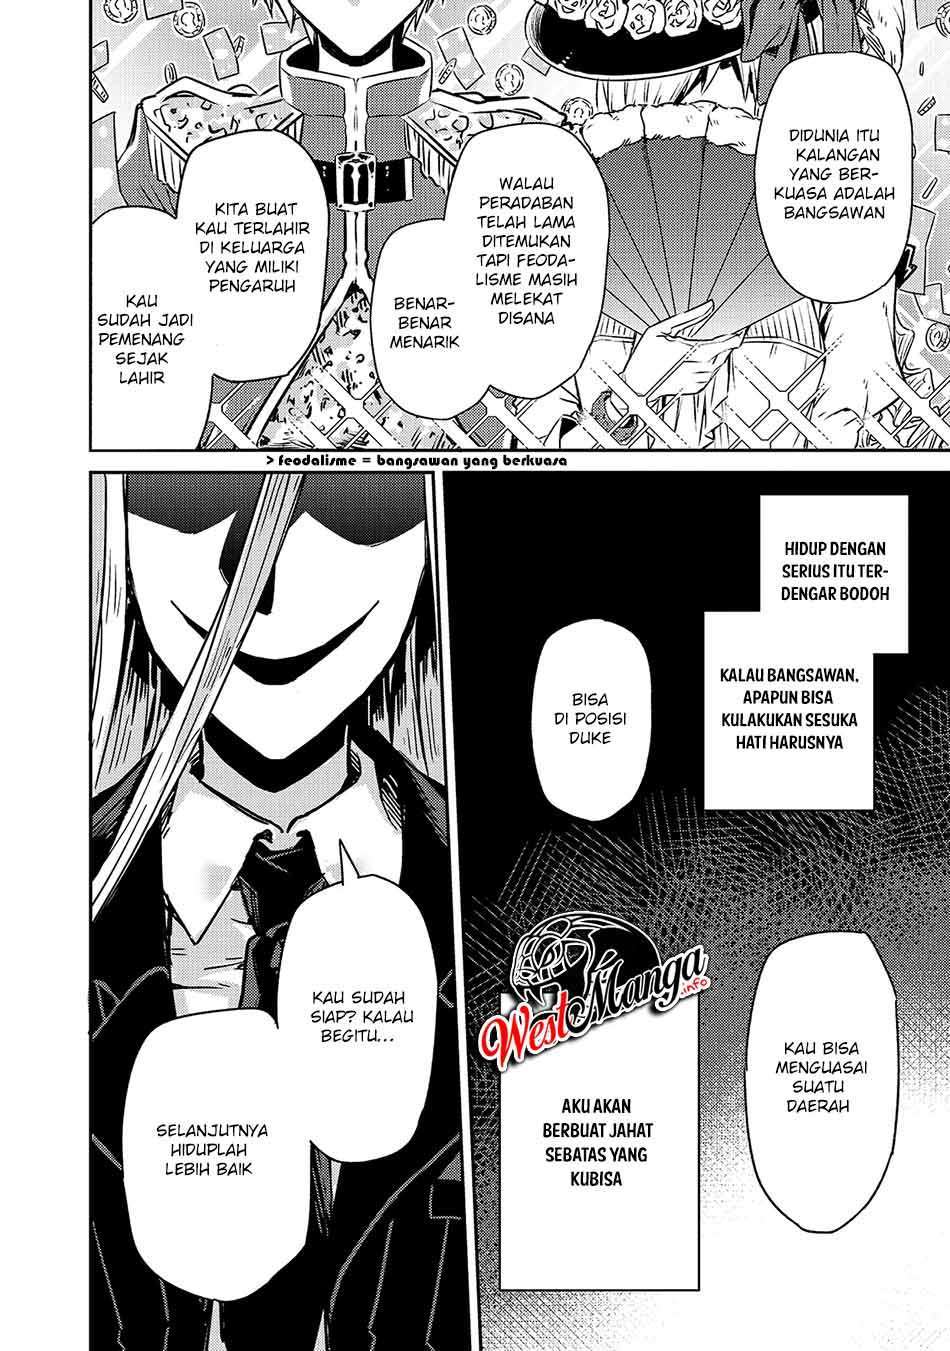 DIDUNIA ITU
KALANGAN
YANG BER-
KUASA ADALAH
BANGSAWAN
WALAU
PERADABAN
TELAH LAMA
DITEMUKAN
TAPI FEODA-
LISME MASIH
MELEKAT
DISANA
BENAR-
BENAR
MENARIK
KITA BUAT
KAU TERLAHIR
DI KELUARGA
YANG MILIKI
PENGARUH
KAU
SUDAH JADI
PEMENANG
SEJAK
LAHIR
> feodalisme = bangsawan yang berkuasa
HIDUP DENGAN
SERIUS ITU TER-
DENGAR BODOH
KALAU BANGSAWAN,
APAPUN BISA
KULAKUKAN SESUKA
HATI HARUSNYA
BISA
DI POSISI
DUKE
KAU BISA
MENGUASAI
SUATU
DAERAH
WestManga
.info
AKU AKAN
BERBUAT JAHAT
SEBATAS YANG
KUBISA
KAU SUDAH
SIAP? KALAU
BEGITU...
SELANJUTNYA
HIDUPLAH
LEBIH BAIK